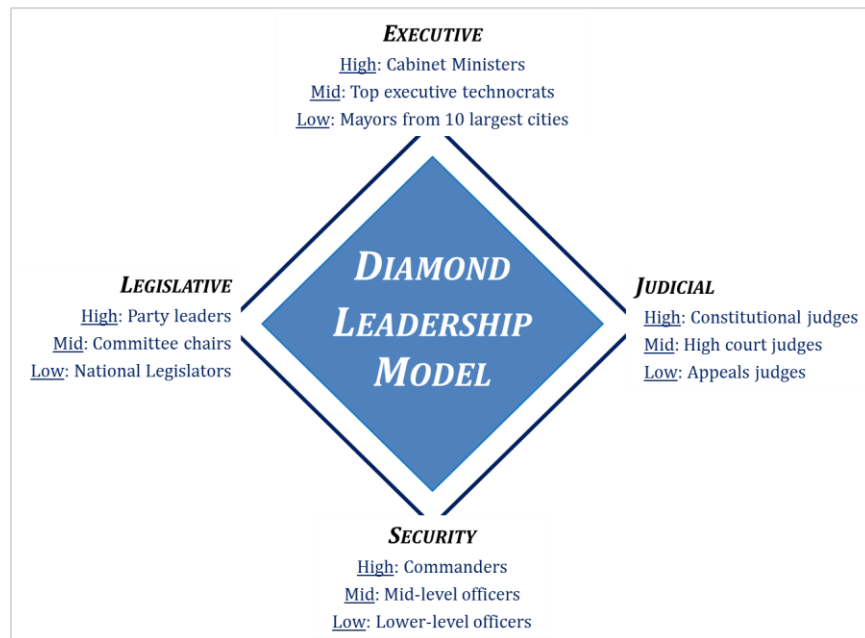 EXECUTIVE
High: Cabinet Ministers
Mid: Top executive technocrats
Low: Mayors from 10 largest cities
LEGISLATIVE
High: Party leaders
Mid: Committee chairs
Low: National Legislators
DIAMOND
LEADERSHIP
MODEL
JUDICIAL
High: Constitutional judges
Mid: High court judges
Low: Appeals judges
SECURITY
High: Commanders
Mid: Mid-level officers
Low: Lower-level officers